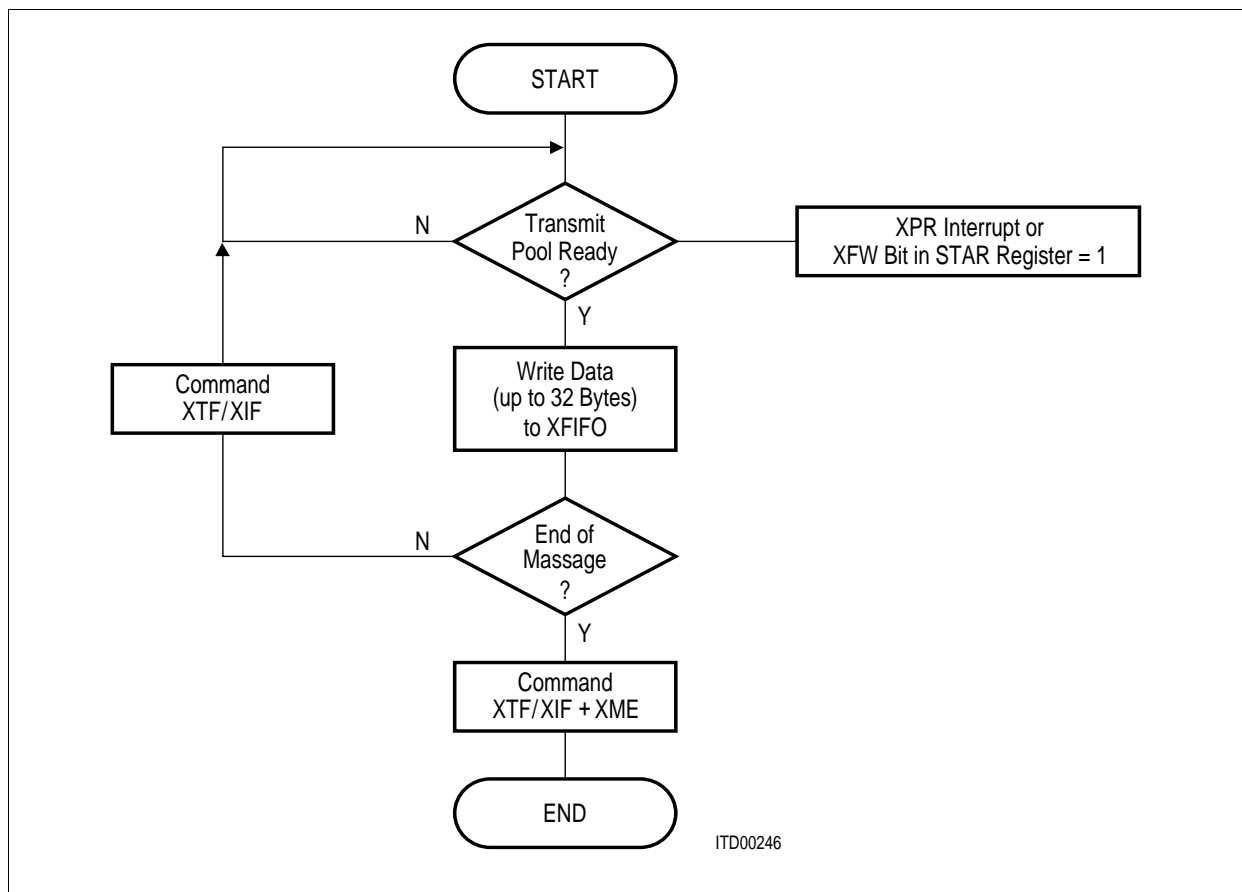 START
N
Transmit
Pool Ready
?
XPR Interrupt or
XFW Bit in STAR Register = 1
Y
Command
XTF/XIF
Write Data
(up to 32 Bytes)
to XFIFO
N
End of
Massage
?
Y
Command
XTF/XIF + XME
END
ITD00246